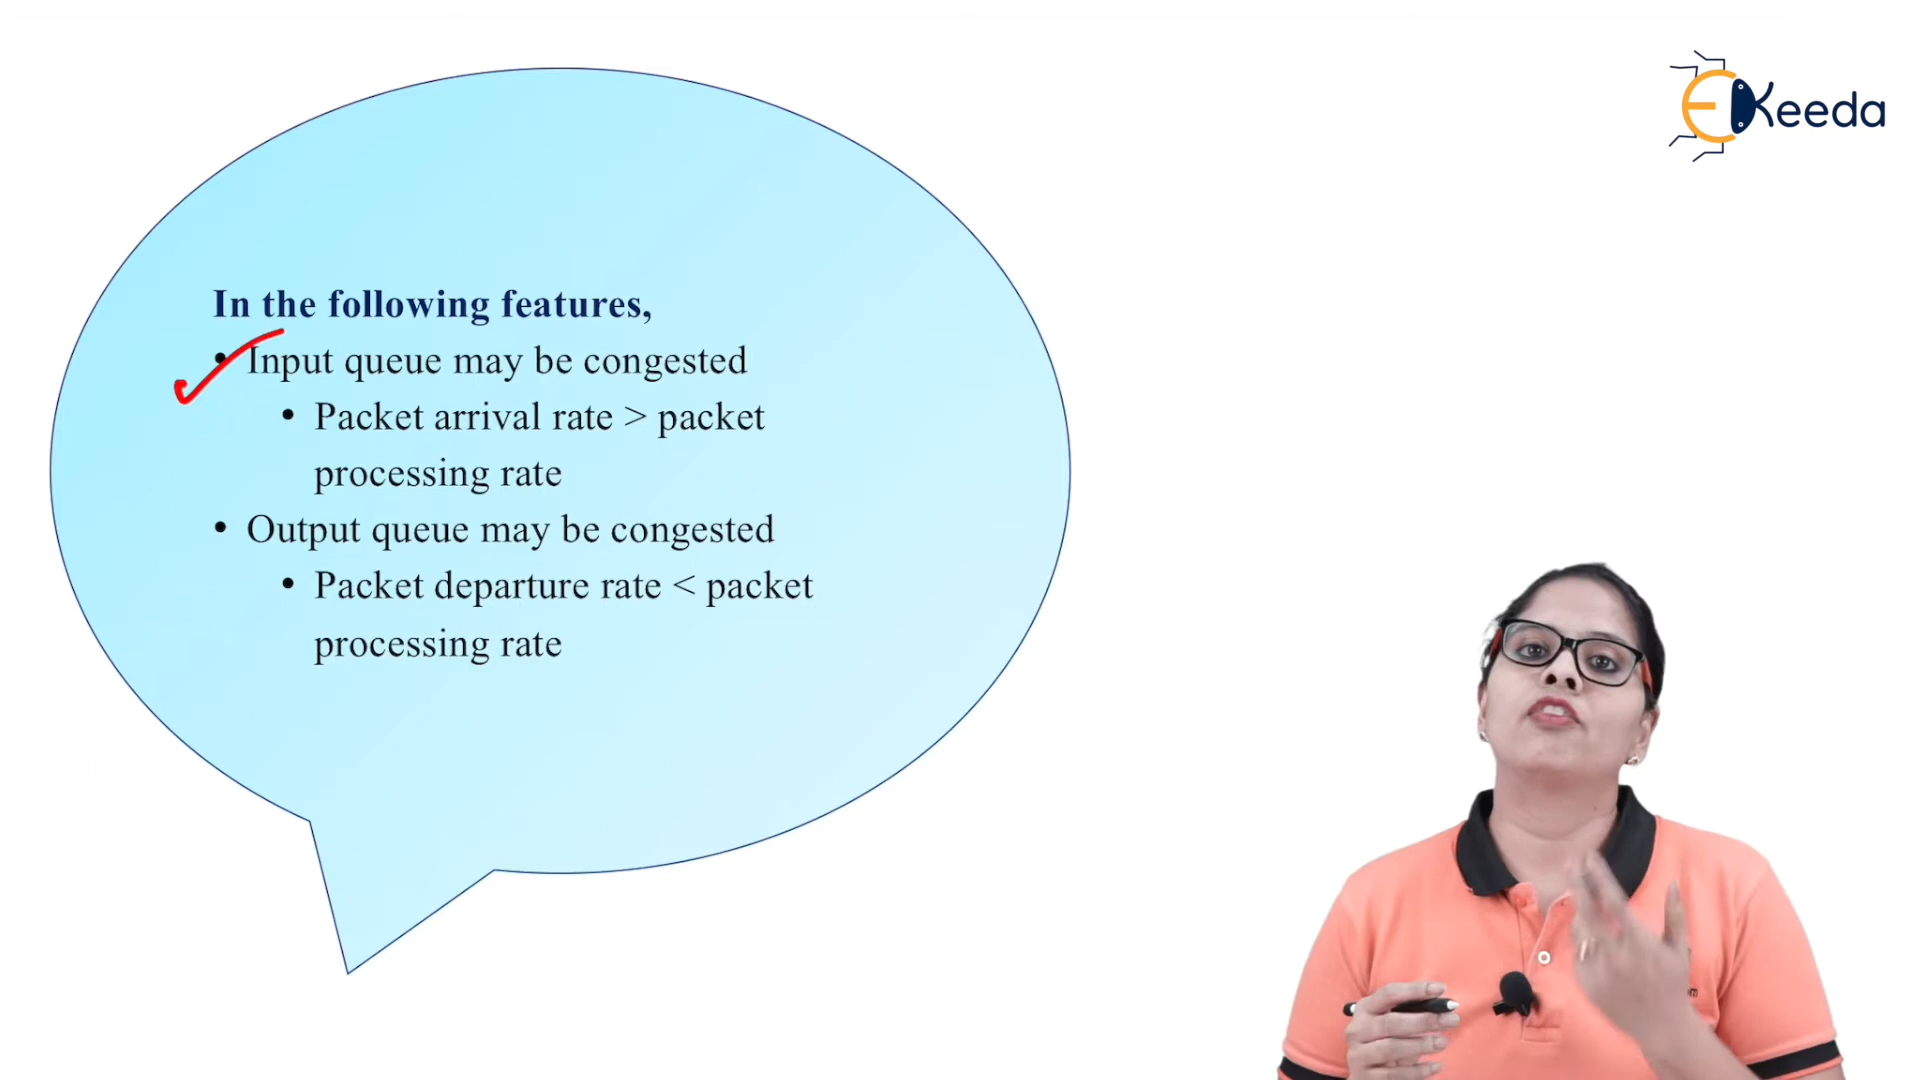 EKeeda
In the following features,
• Input queue may be congested
• Packet arrival rate > packet
processing rate
• Output queue may be congested
• Packet departure rate < packet
processing rate